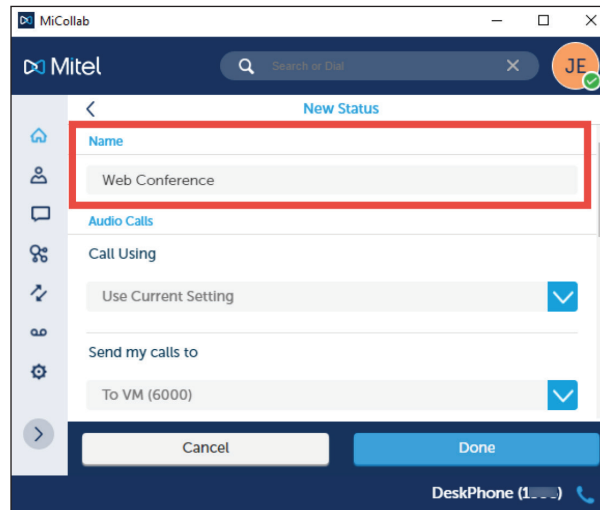 MiCollab
Mitel
Search or Dial
JE
New Status
Name
Web Conference
Audio Calls
Call Using
Use Current Setting
Send my calls to
To VM (6000)
Cancel
Done
DeskPhone (1